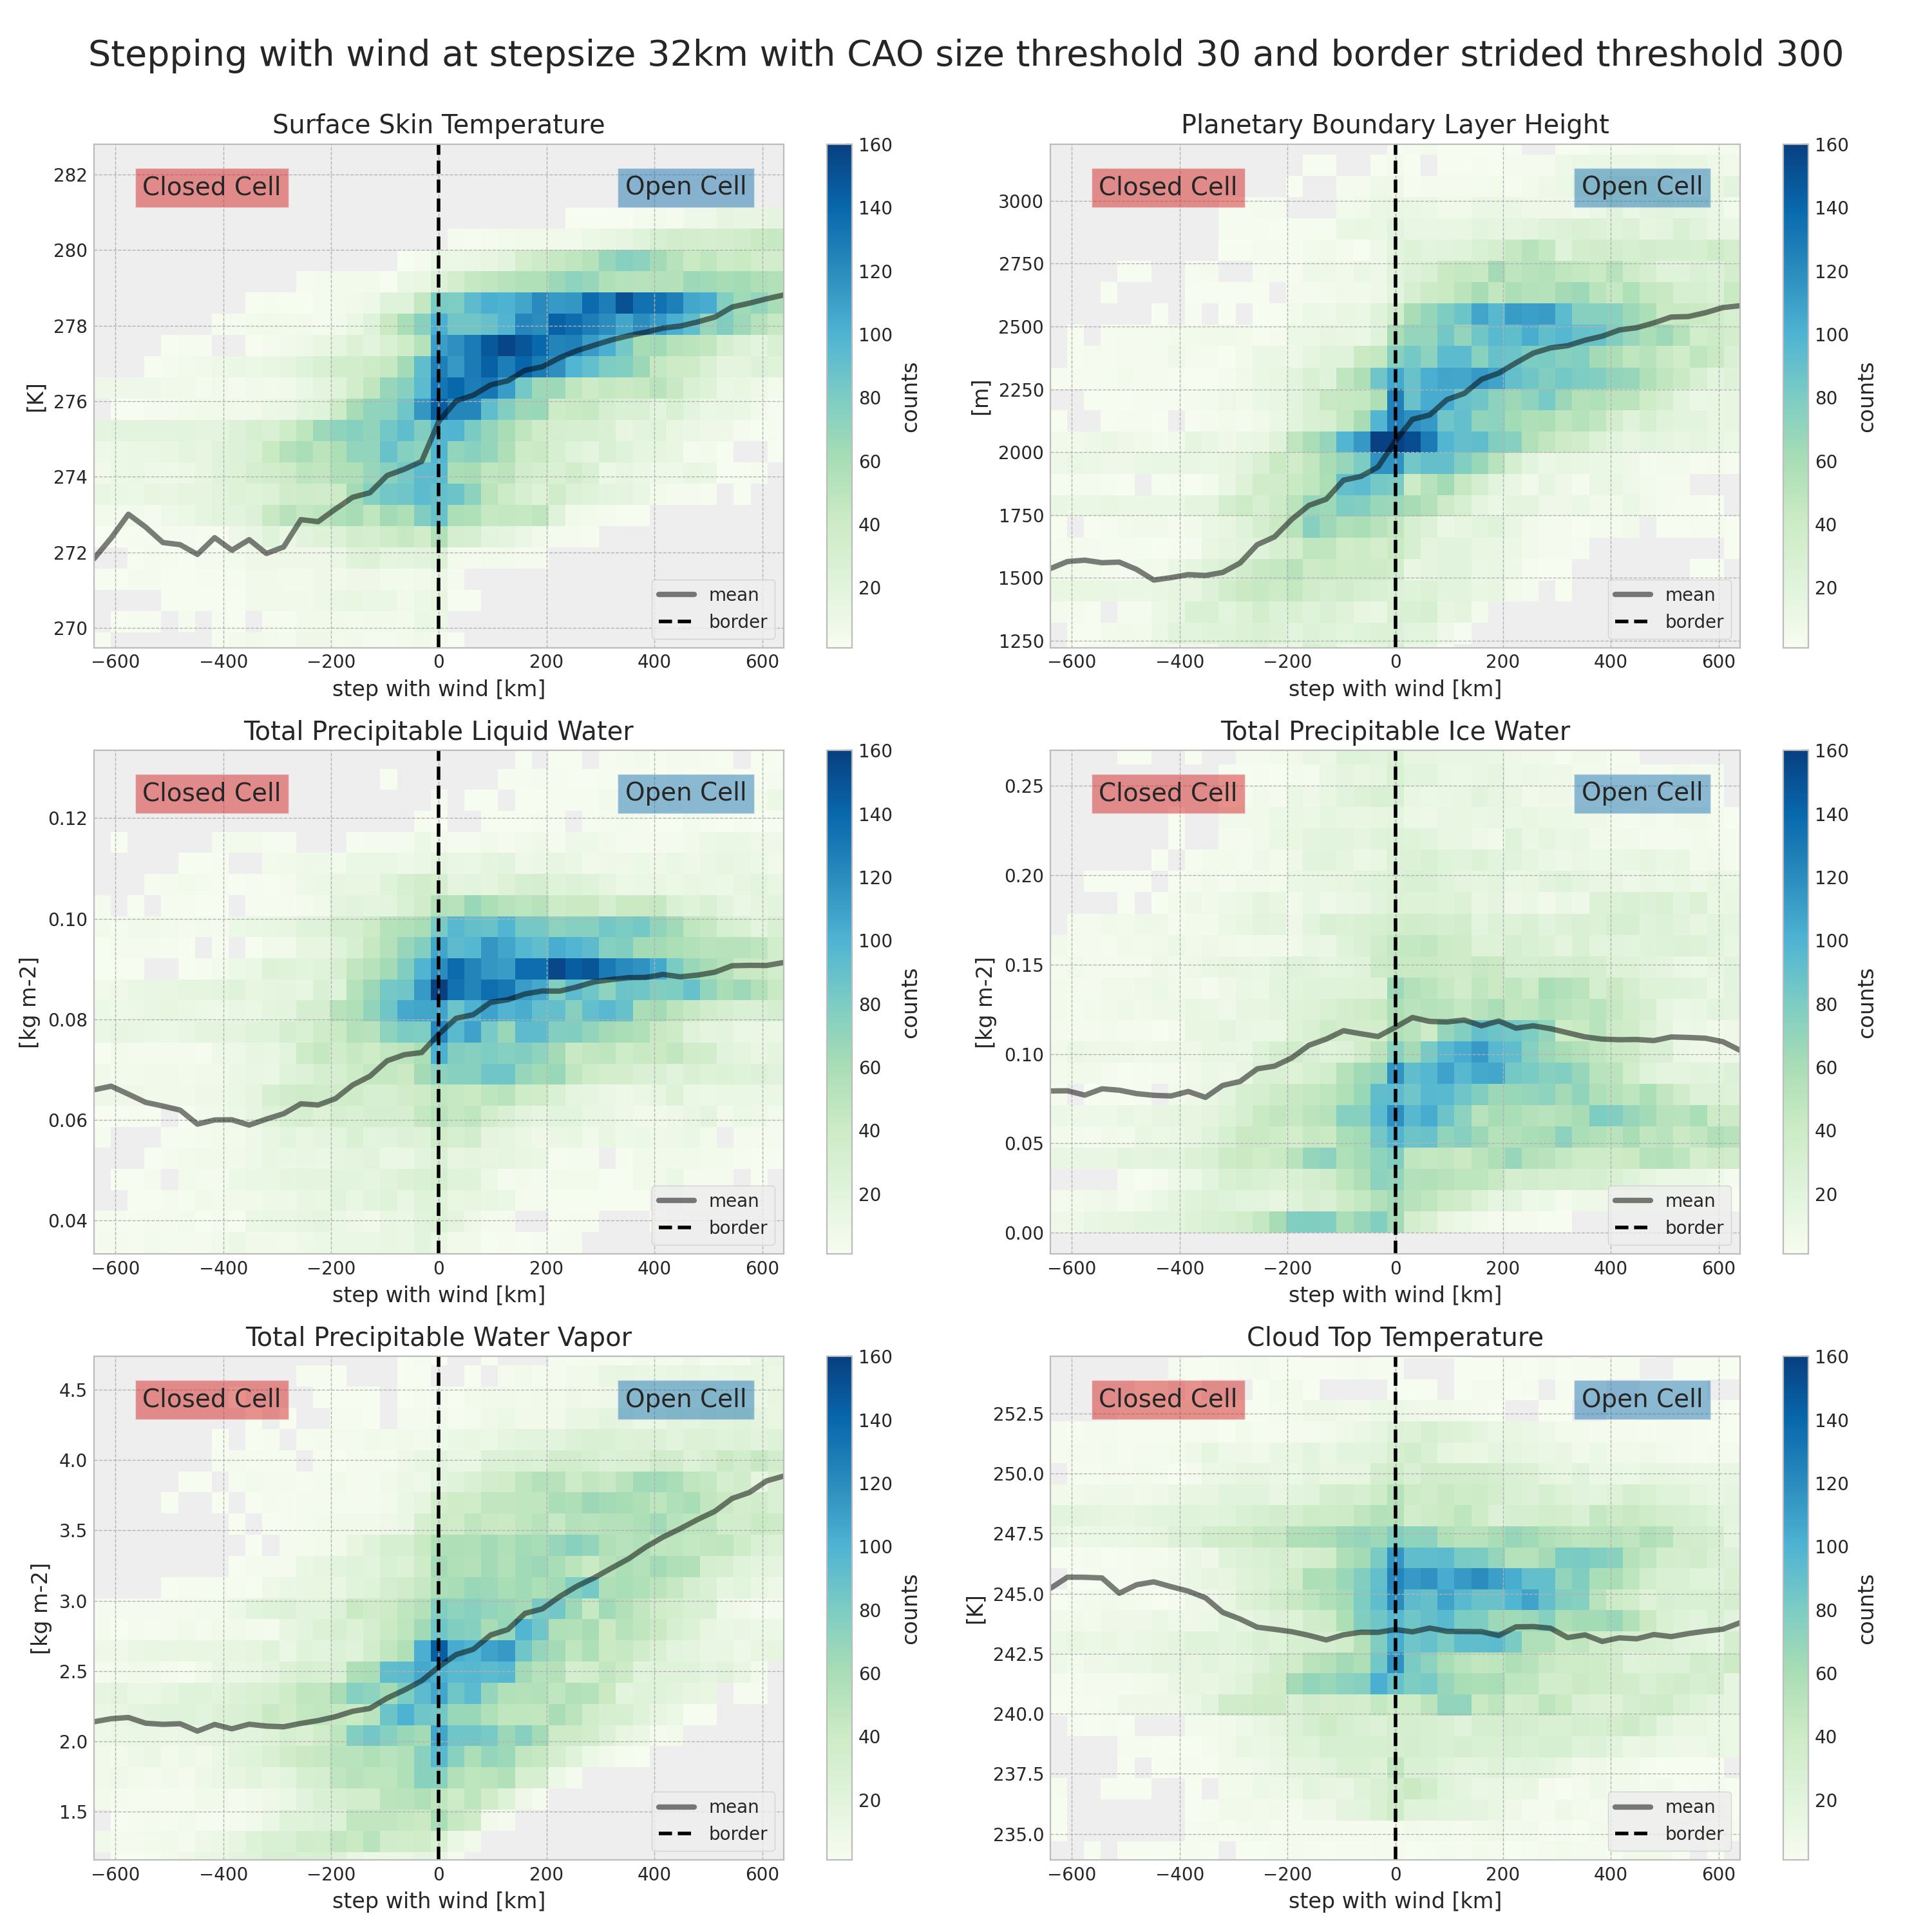 Stepping with wind at stepsize 32km with CAO size threshold 30 and border strided threshold 300
Surface Skin Temperature
Closed Cell
Open Cell
282
280
278
276
274
272
270
[K]
−600 −400 −200 0 200 400 600
step with wind [km]
mean
border
160
140
120
100
80
60
40
20
counts
Planetary Boundary Layer Height
Closed Cell
Open Cell
3000
2750
2500
2250
2000
1750
1500
1250
[m]
−600 −400 −200 0 200 400 600
step with wind [km]
mean
border
160
140
120
100
80
60
40
20
counts
Total Precipitable Liquid Water
Closed Cell
Open Cell
0.12
0.10
0.08
0.06
0.04
[kg m-2]
−600 −400 −200 0 200 400 600
step with wind [km]
mean
border
160
140
120
100
80
60
40
20
counts
Total Precipitable Ice Water
Closed Cell
Open Cell
0.25
0.20
0.15
0.10
0.05
0.00
[kg m-2]
−600 −400 −200 0 200 400 600
step with wind [km]
mean
border
160
140
120
100
80
60
40
20
counts
Total Precipitable Water Vapor
Closed Cell
Open Cell
4.5
4.0
3.5
3.0
2.5
2.0
1.5
[kg m-2]
−600 −400 −200 0 200 400 600
step with wind [km]
mean
border
160
140
120
100
80
60
40
20
counts
Cloud Top Temperature
Closed Cell
Open Cell
252.5
250.0
247.5
245.0
242.5
240.0
237.5
235.0
[K]
−600 −400 −200 0 200 400 600
step with wind [km]
mean
border
160
140
120
100
80
60
40
20
counts